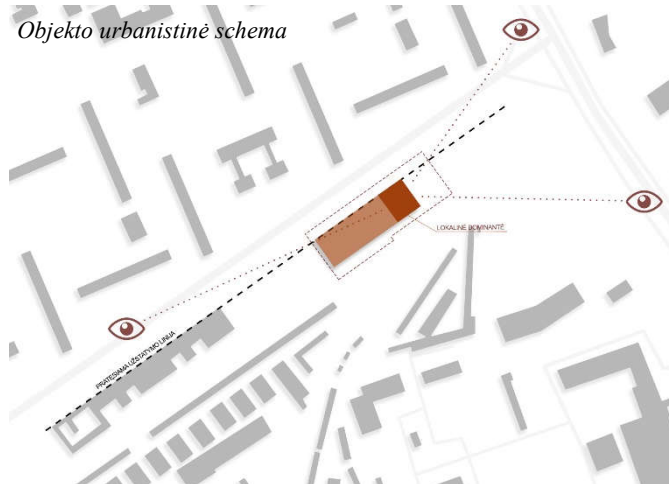 Objekto urbanistinė schema
LOKALINĖ DOMINANTĖ
PRATĘSIAMA UŽSTATYMO LINIJA